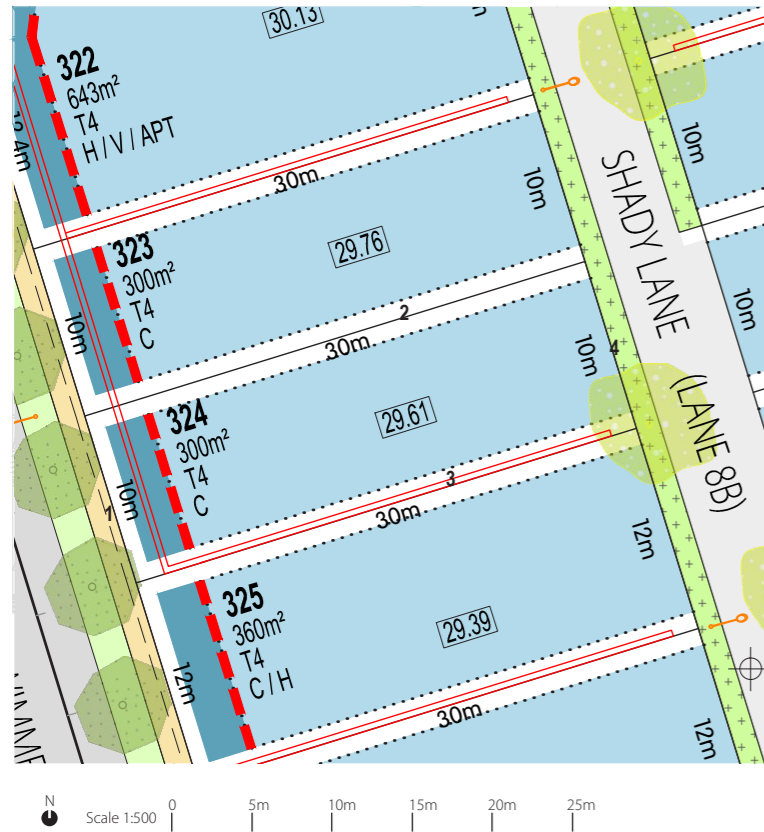 30.13
322
643m²
T4
H / V / APT
30m
10m
10m
SHADY LANE
(LANE 8B)
323
300m²
T4
C
29.76
10m
2
30m
10m
4
10m
324
300m²
T4
C
29.61
10m
3
30m
1
12m
325
360m²
T4
C / H
29.39
12m
30m
12m
N
Scale 1:500
0
5m
10m
15m
20m
25m